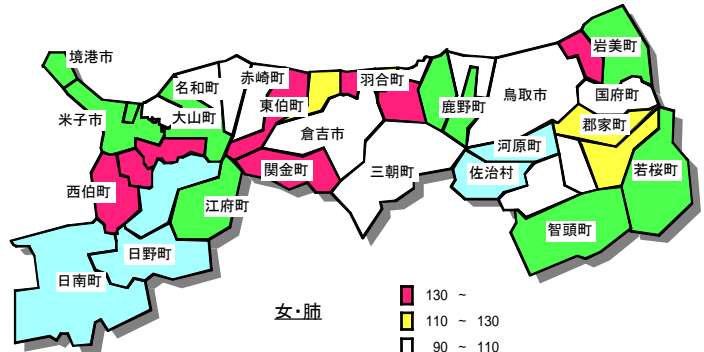 境港市
岩美町
名和町
赤崎町
羽合町
米子市
大山町
東伯町
鹿野町
鳥取市
国府町
倉吉市
郡家町
河原町
西伯町
関金町
三朝町
佐治村
若桜町
江府町
智頭町
日野町
日南町
女・肺
130 ~
110 ~ 130
90 ~ 110